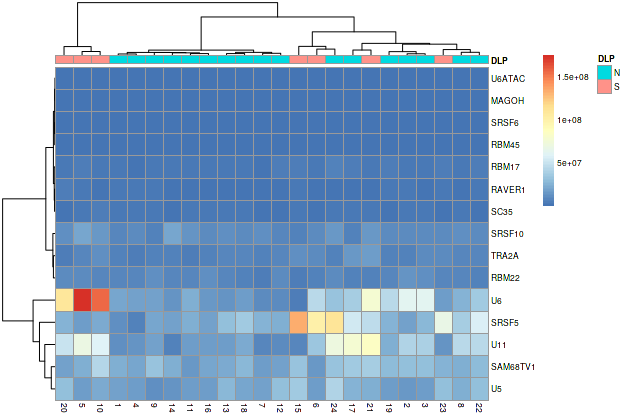 DLP
U6ATAC
MAGOH
SRSF6
RBM45
RBM17
RAVER1
SC35
SRSF10
TRA2A
RBM22
U6
SRSF5
U11
SAM68TV1
U5
20 5 10 1 4 9 14 11 16 13 18 7 12 15 6 24 17 21 19 2 3 23 8 22
1.5e+08
1e+08
5e+07
DLP
N
S